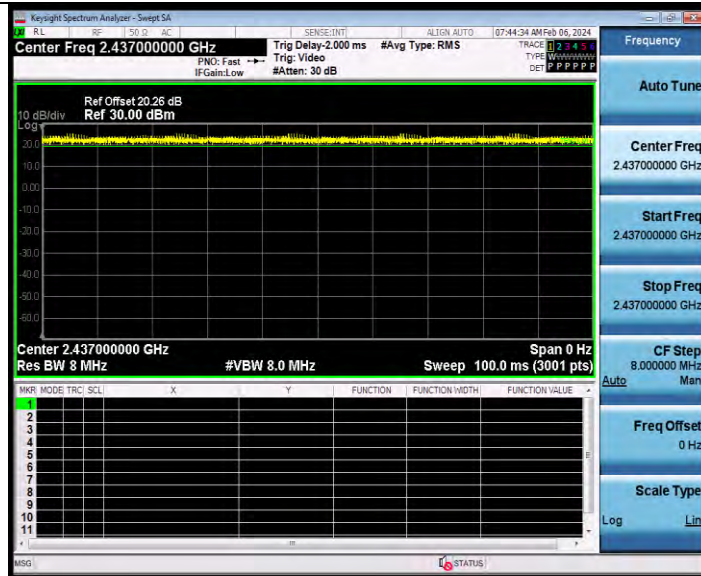 Keysight Spectrum Analyzer - Swept SA
RL RF 50 Ω AC SENSE:INT ALIGN AUTO 07:44:34 AM Feb 06, 2024
Center Freq 2.437000000 GHz
PNO: Fast
IFGain:Low
Trig Delay-2.000 ms
Trig: Video
#Atten: 30 dB
#Avg Type: RMS
TRACE 1 2 3 4 5 6
TYPE W
DET P P P P P P
Ref Offset 20.26 dB
10 dB/div Ref 30.00 dBm
Log
20.0
10.0
0.00
-10.0
-20.0
-30.0
-40.0
-50.0
-60.0
Center 2.437000000 GHz Span 0 Hz
Res BW 8 MHz #VBW 8.0 MHz Sweep 100.0 ms (3001 pts)
MKR MODE TRC SCL X Y FUNCTION FUNCTION WIDTH FUNCTION VALUE
1
2
3
4
5
6
7
8
9
10
11
MSG STATUS
Frequency
Auto Tune
Center Freq
2.437000000 GHz
Start Freq
2.437000000 GHz
Stop Freq
2.437000000 GHz
CF Step
8.000000 MHz
Auto Man
Freq Offset
0 Hz
Scale Type
Log Lin